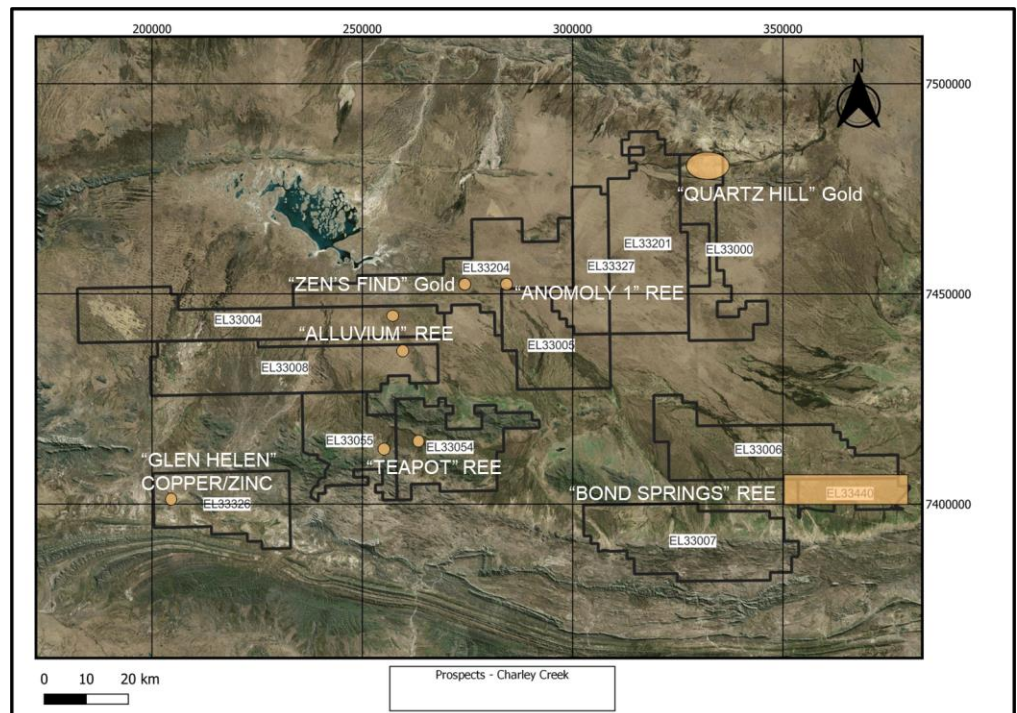 200000 250000 300000 350000
N
7500000
"QUARTZ HILL" Gold
EL33201
EL33000
EL33204
EL33327
"ZEN'S FIND" Gold
"ANOMOLY 1" REE
7450000
EL33004
"ALLUVIUM" REE
EL33005
EL33008
EL33055
EL33054
EL33006
"GLEN HELEN"
COPPER/ZINC
"TEAPOT" REE
"BOND SPRINGS" REE
EL33440
EL33326
7400000
EL33007
0 10 20 km
Prospects - Charley Creek